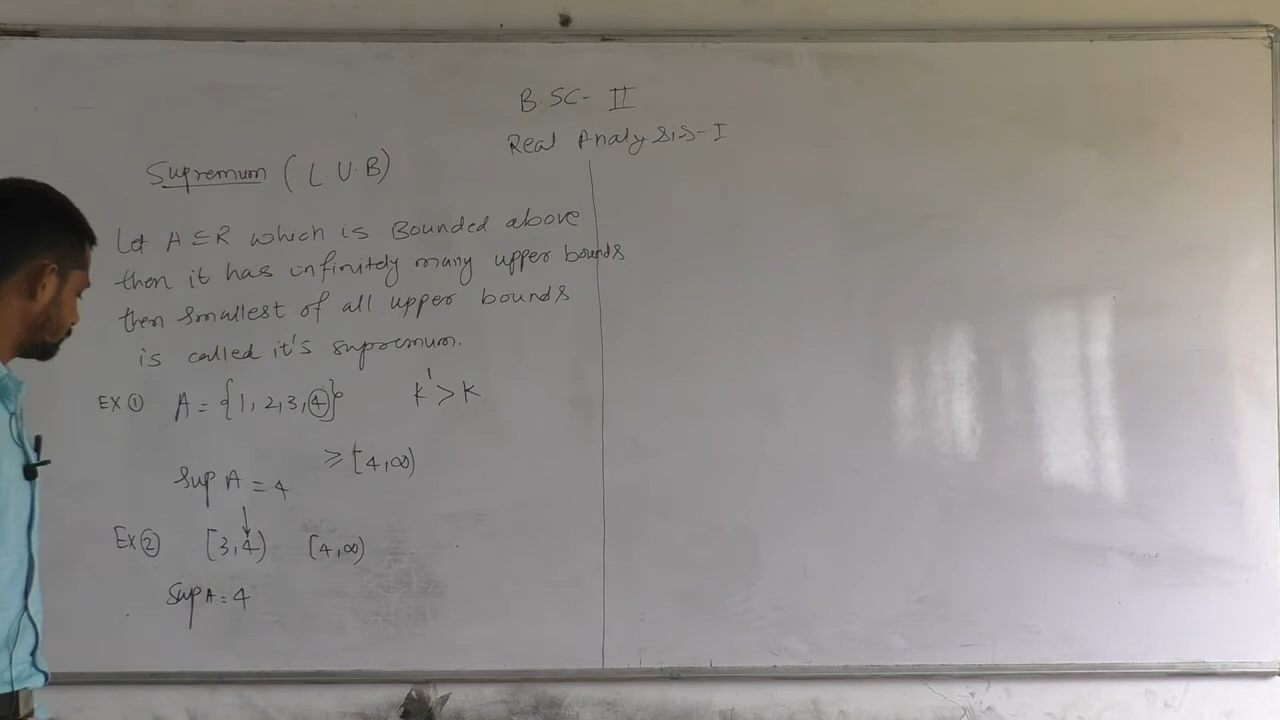 B.SC- II
Real Analysis-I
Supremum (L.U.B)
Let A ⊆ R which is Bounded above
then it has infinitely many upper bounds
then smallest of all upper bounds
is called it's supremum.
EX ① A = {1, 2, 3, 4} k' > k
≥ [4, ∞)
Sup A = 4
↓
Ex ② [3, 4) [4, ∞)
Sup A = 4